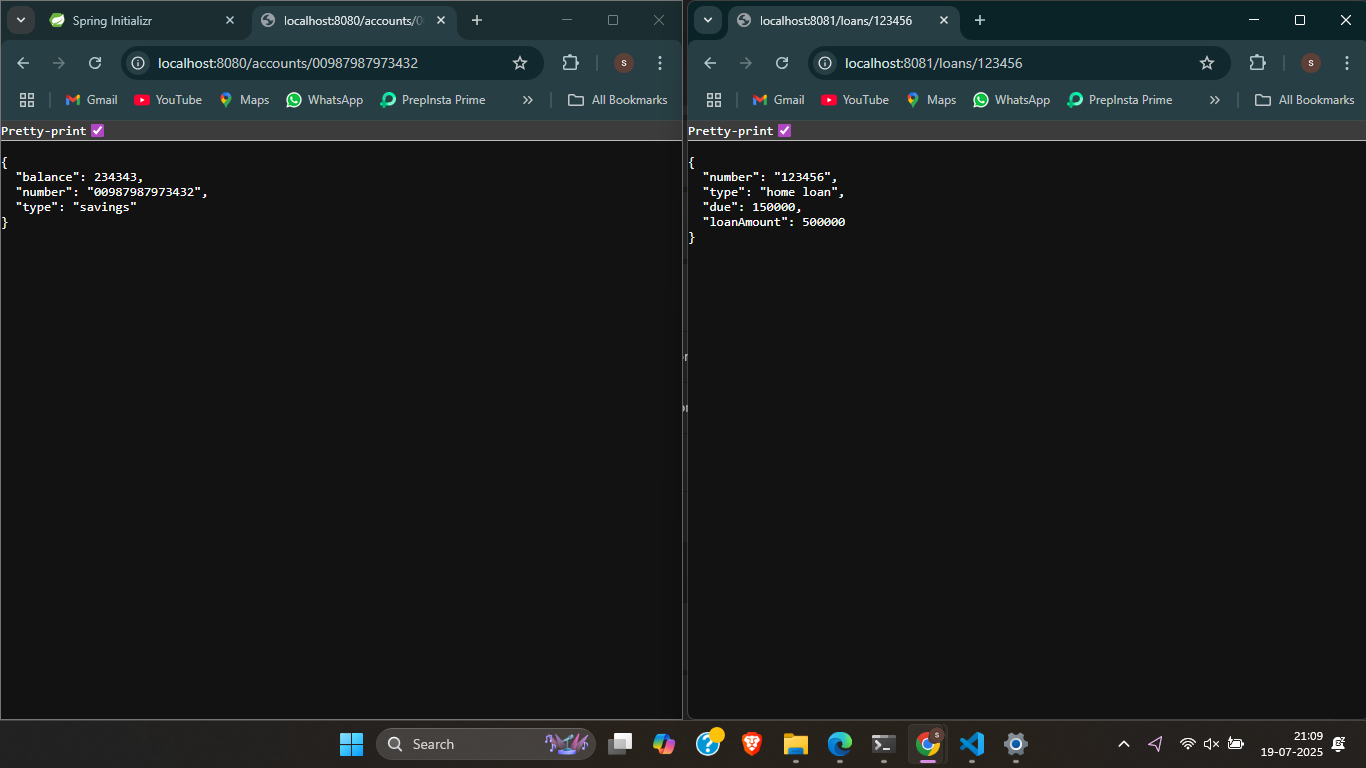 Spring Initializr
localhost:8080/accounts/00
localhost:8080/accounts/00987987973432
Gmail
YouTube
Maps
WhatsApp
PrepInsta Prime
All Bookmarks
Pretty-print
{
"balance": 234343,
"number": "00987987973432",
"type": "savings"
}
localhost:8081/loans/123456
localhost:8081/loans/123456
Gmail
YouTube
Maps
WhatsApp
PrepInsta Prime
All Bookmarks
Pretty-print
{
"number": "123456",
"type": "home loan",
"due": 150000,
"loanAmount": 500000
}
Search
21:09
19-07-2025